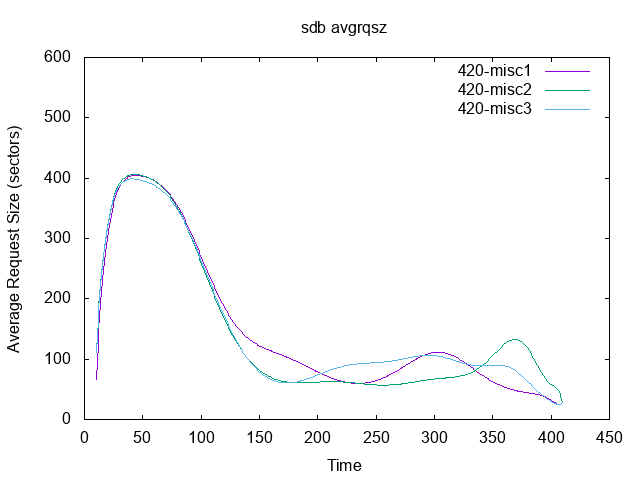 sdb avgrqsz
600
500
400
300
200
100
0
0 50 100 150 200 250 300 350 400 450
Average Request Size (sectors)
Time
420-misc1
420-misc2
420-misc3